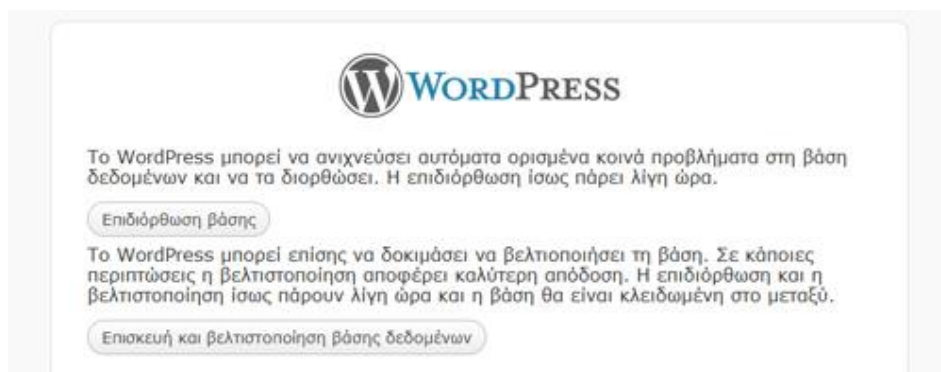 WORDPRESS
Το WordPress μπορεί να ανιχνεύσει αυτόματα ορισμένα κοινά προβλήματα στη βάση
δεδομένων και να τα διορθώσει. Η επιδιόρθωση ίσως πάρει λίγη ώρα.
Επιδιόρθωση βάσης
Το WordPress μπορεί επίσης να δοκιμάσει να βελτιοποιήσει τη βάση. Σε κάποιες
περιπτώσεις η βελτιστοποίηση αποφέρει καλύτερη απόδοση. Η επιδιόρθωση και η
βελτιστοποίηση ίσως πάρουν λίγη ώρα και η βάση θα είναι κλειδωμένη στο μεταξύ.
Επισκευή και βελτιστοποίηση βάσης δεδομένων